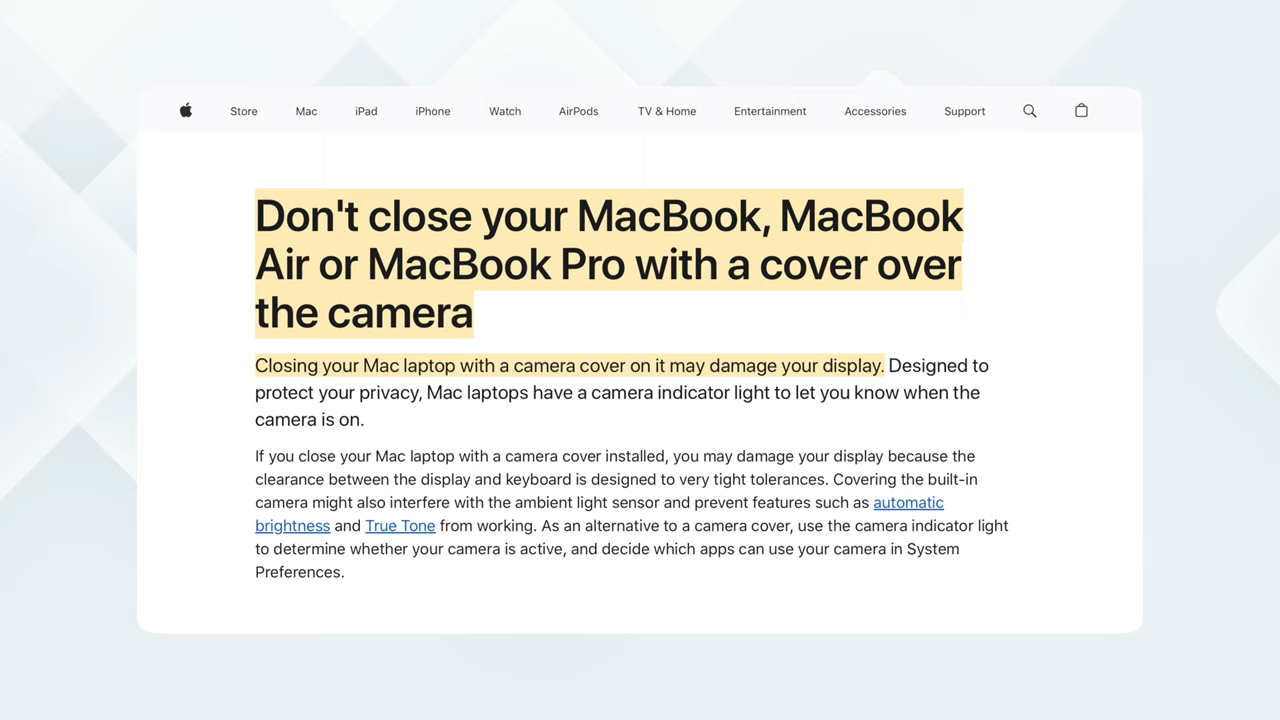 Store Mac iPad iPhone Watch AirPods TV & Home Entertainment Accessories Support
Don't close your MacBook, MacBook
Air or MacBook Pro with a cover over
the camera
Closing your Mac laptop with a camera cover on it may damage your display. Designed to
protect your privacy, Mac laptops have a camera indicator light to let you know when the
camera is on.
If you close your Mac laptop with a camera cover installed, you may damage your display because the
clearance between the display and keyboard is designed to very tight tolerances. Covering the built-in
camera might also interfere with the ambient light sensor and prevent features such as automatic
brightness and True Tone from working. As an alternative to a camera cover, use the camera indicator light
to determine whether your camera is active, and decide which apps can use your camera in System
Preferences.